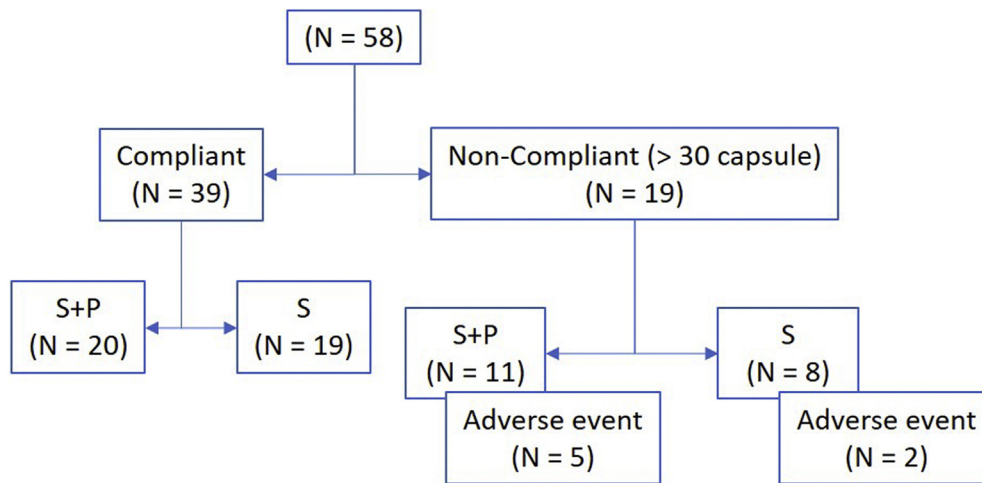 (N = 58)
Compliant
(N = 39)
Non-Compliant (> 30 capsule)
(N = 19)
S+P
(N = 20)
S
(N = 19)
S+P
(N = 11)
S
(N = 8)
Adverse event
(N = 5)
Adverse event
(N = 2)